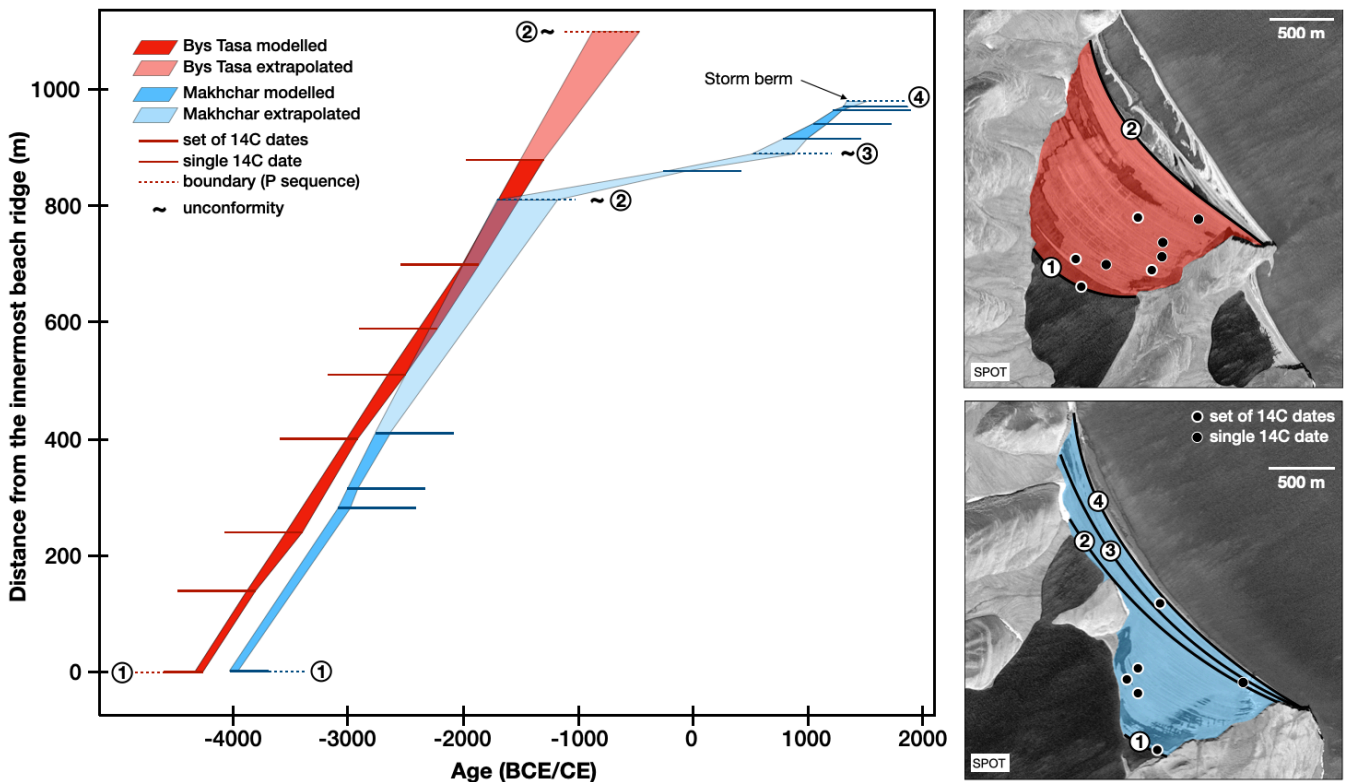 Distance from the innermost beach ridge (m)
1000
800
600
400
200
0
Bys Tasa modelled
Bys Tasa extrapolated
Makhchar modelled
Makhchar extrapolated
set of 14C dates
single 14C date
boundary (P sequence)
~ unconformity
2 ~
Storm berm
4
~ 3
~ 2
1
1
-4000
-3000
-2000
-1000
0
1000
2000
Age (BCE/CE)
500 m
2
1
SPOT
set of 14C dates
single 14C date
500 m
4
2
3
1
SPOT